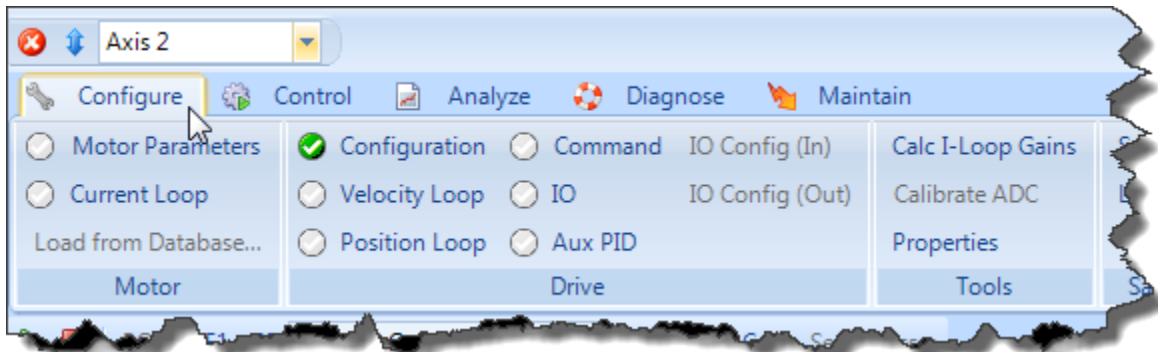 Axis 2
Configure Control Analyze Diagnose Maintain
Motor Parameters Configuration Command IO Config (In) Calc I-Loop Gains
Current Loop Velocity Loop IO IO Config (Out) Calibrate ADC
Load from Database... Position Loop Aux PID Properties
Motor Drive Tools